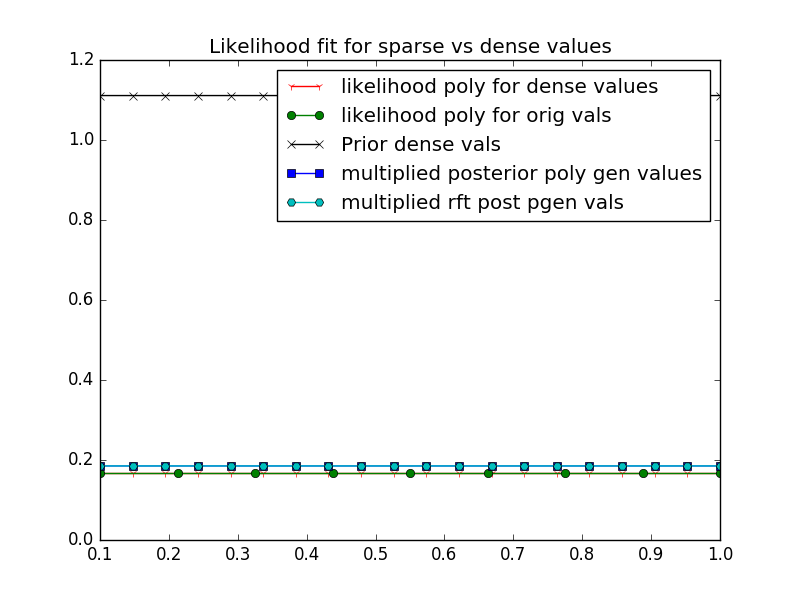 Likelihood fit for sparse vs dense values
1.2
1.0
0.8
0.6
0.4
0.2
0.0
likelihood poly for dense values
likelihood poly for orig vals
Prior dense vals
multiplied posterior poly gen values
multiplied rft post pgen vals
0.1 0.2 0.3 0.4 0.5 0.6 0.7 0.8 0.9 1.0